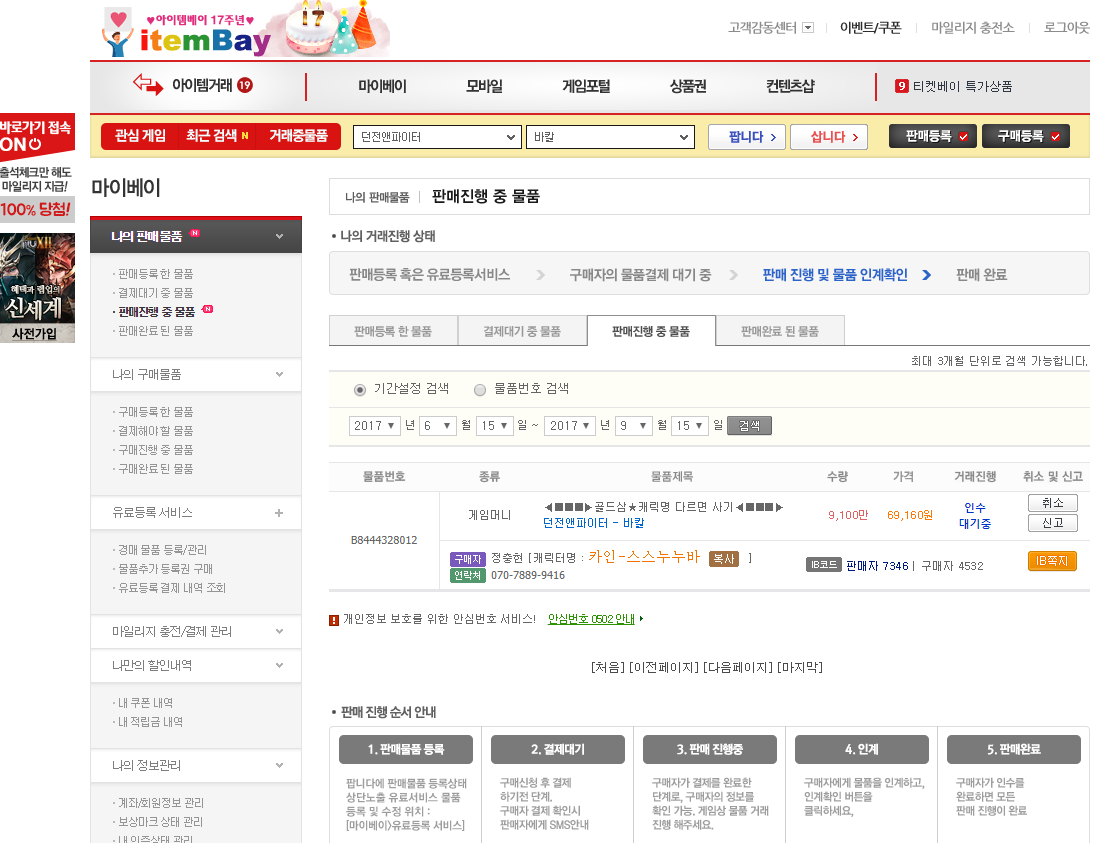 ♥아이템베이 17주년♥
17
itemBay
고객감동센터
이벤트/쿠폰
마일리지 충전소
로그아웃
아이템거래 19
마이베이
모바일
게임포털
상품권
컨텐츠샵
9 티켓베이 특가상품
관심 게임
최근 검색 N
거래중물품
던전앤파이터
바칼
팝니다
삽니다
판매등록
구매등록
바로가기 접속
ON
출석체크만 해도
마일리지 지급!
100% 당첨!
XII
혜택과 랩업의
신세계
사전가입
마이베이
나의 판매물품 N
· 판매등록한 물품
· 결제대기 중 물품
· 판매진행 중 물품 N
· 판매완료 된 물품
나의 구매물품
· 구매등록한 물품
· 결제해야할 물품
· 구매진행 중 물품
· 구매완료 된 물품
유료등록 서비스
· 경매 물품 등록/관리
· 물품추가 등록권 구매
· 유료등록 결제 내역 조회
마일리지 충전/결제 관리
나만의 할인내역
· 내 쿠폰 내역
· 내 적립금 내역
나의 정보관리
· 계좌/회원정보 관리
· 보상마크 상태 관리
· 내 인증상태 관리
나의 판매물품 | 판매진행 중 물품
• 나의 거래진행 상태
판매등록 혹은 유료등록서비스
구매자의 물품결제 대기 중
판매 진행 및 물품 인계확인
판매 완료
판매등록 한 물품
결제대기 중 물품
판매진행 중 물품
판매완료 된 물품
최대 3개월 단위로 검색 가능합니다.
기간설정 검색
물품번호 검색
2017 년 6 월 15 일 ~ 2017 년 9 월 15 일 검색
물품번호 종류 물품제목 수량 가격 거래진행 취소 및 신고
B8444328012
게임머니
◀■■■▶골드삼★캐릭명 다르면 사기◀■■■▶
던전앤파이터 - 바칼
9,100만
69,160원
인수
대기중
취소
신고
구매자 정충현 [캐릭터명 : 카인-스스누누바 복사 ]
연락처 070-7889-9416
IB코드 판매자 7346 | 구매자 4532
IB쪽지
! 개인정보 보호를 위한 안심번호 서비스! 안심번호 0502 안내
[처음] [이전페이지] [다음페이지] [마지막]
• 판매 진행 순서 안내
1. 판매물품 등록
팝니다에 판매물품 등록상태
상단노출 유료서비스 물품
등록 및 수정 위치 :
[마이베이>유료등록 서비스]
2. 결제대기
구매신청 후 결제
하기전 단계.
구매자 결제 확인시
판매자에게 SMS안내
3. 판매 진행중
구매자가 결제를 완료한
단계로, 구매자의 정보를
확인 가능. 게임상 물품 거래
진행 해주세요.
4. 인계
구매자에게 물품을 인계하고,
인계확인 버튼을
클릭하세요.
5. 판매완료
구매자가 인수를
완료하면 모든
판매 진행이 완료